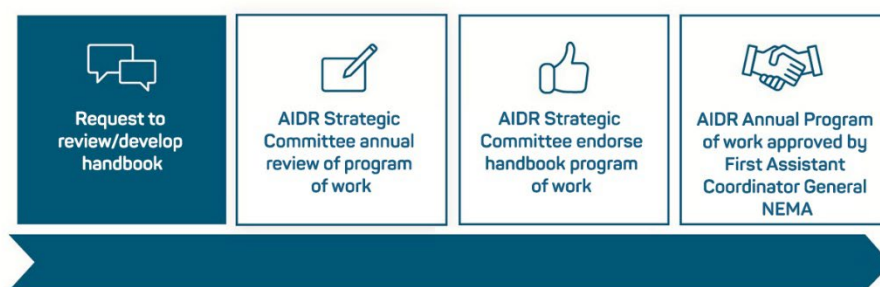 Request to
review/develop
handbook
AIDR Strategic
Committee annual
review of program
of work
AIDR Strategic
Committee endorse
handbook program
of work
AIDR Annual Program
of work approved by
First Assistant
Coordinator General
NEMA